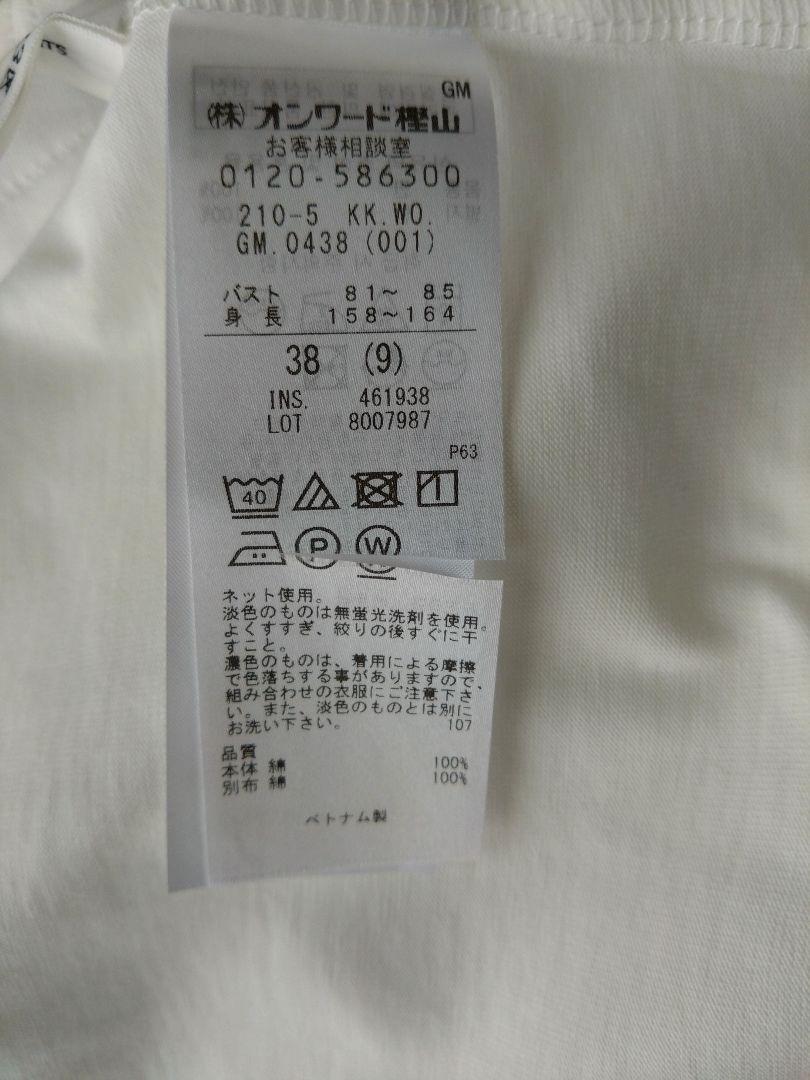 TS
GM
(株)オンワード樫山
お客様相談室
0120-586300
210-5 KK.WO.
GM.0438 (001)
バスト 81～ 85
身 長 158～164
38 (9)
INS. 461938
LOT 8007987
P63
40
P W
ネット使用。
淡色のものは無蛍光洗剤を使用。
よくすすぎ、絞りの後すぐに干
すこと。
濃色のものは、着用による摩擦
で色落ちする事がありますので、
組み合わせの衣服にご注意下さ
い。また、淡色のものとは別に
お洗い下さい。 107
品質
本体 綿 100%
別布 綿 100%
ベトナム製